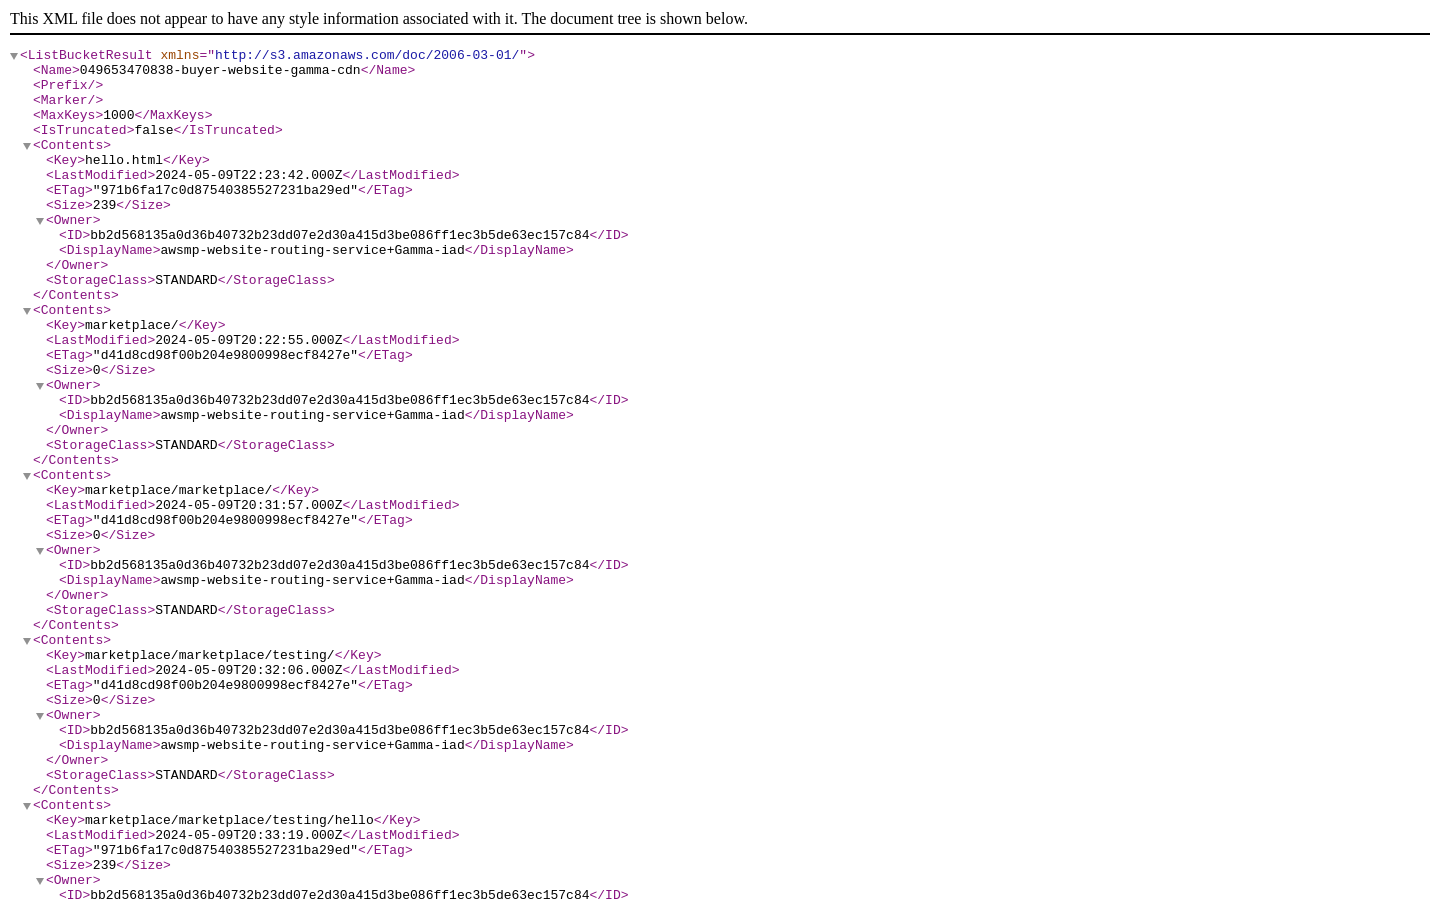 This XML file does not appear to have any style information associated with it. The document tree is shown below.
<ListBucketResult xmlns="http://s3.amazonaws.com/doc/2006-03-01/">
<Name>049653470838-buyer-website-gamma-cdn</Name>
<Prefix/>
<Marker/>
<MaxKeys>1000</MaxKeys>
<IsTruncated>false</IsTruncated>
<Contents>
<Key>hello.html</Key>
<LastModified>2024-05-09T22:23:42.000Z</LastModified>
<ETag>"971b6fa17c0d87540385527231ba29ed"</ETag>
<Size>239</Size>
<Owner>
<ID>bb2d568135a0d36b40732b23dd07e2d30a415d3be086ff1ec3b5de63ec157c84</ID>
<DisplayName>awsmp-website-routing-service+Gamma-iad</DisplayName>
</Owner>
<StorageClass>STANDARD</StorageClass>
</Contents>
<Contents>
<Key>marketplace/</Key>
<LastModified>2024-05-09T20:22:55.000Z</LastModified>
<ETag>"d41d8cd98f00b204e9800998ecf8427e"</ETag>
<Size>0</Size>
<Owner>
<ID>bb2d568135a0d36b40732b23dd07e2d30a415d3be086ff1ec3b5de63ec157c84</ID>
<DisplayName>awsmp-website-routing-service+Gamma-iad</DisplayName>
</Owner>
<StorageClass>STANDARD</StorageClass>
</Contents>
<Contents>
<Key>marketplace/marketplace/</Key>
<LastModified>2024-05-09T20:31:57.000Z</LastModified>
<ETag>"d41d8cd98f00b204e9800998ecf8427e"</ETag>
<Size>0</Size>
<Owner>
<ID>bb2d568135a0d36b40732b23dd07e2d30a415d3be086ff1ec3b5de63ec157c84</ID>
<DisplayName>awsmp-website-routing-service+Gamma-iad</DisplayName>
</Owner>
<StorageClass>STANDARD</StorageClass>
</Contents>
<Contents>
<Key>marketplace/marketplace/testing/</Key>
<LastModified>2024-05-09T20:32:06.000Z</LastModified>
<ETag>"d41d8cd98f00b204e9800998ecf8427e"</ETag>
<Size>0</Size>
<Owner>
<ID>bb2d568135a0d36b40732b23dd07e2d30a415d3be086ff1ec3b5de63ec157c84</ID>
<DisplayName>awsmp-website-routing-service+Gamma-iad</DisplayName>
</Owner>
<StorageClass>STANDARD</StorageClass>
</Contents>
<Contents>
<Key>marketplace/marketplace/testing/hello</Key>
<LastModified>2024-05-09T20:33:19.000Z</LastModified>
<ETag>"971b6fa17c0d87540385527231ba29ed"</ETag>
<Size>239</Size>
<Owner>
<ID>bb2d568135a0d36b40732b23dd07e2d30a415d3be086ff1ec3b5de63ec157c84</ID>